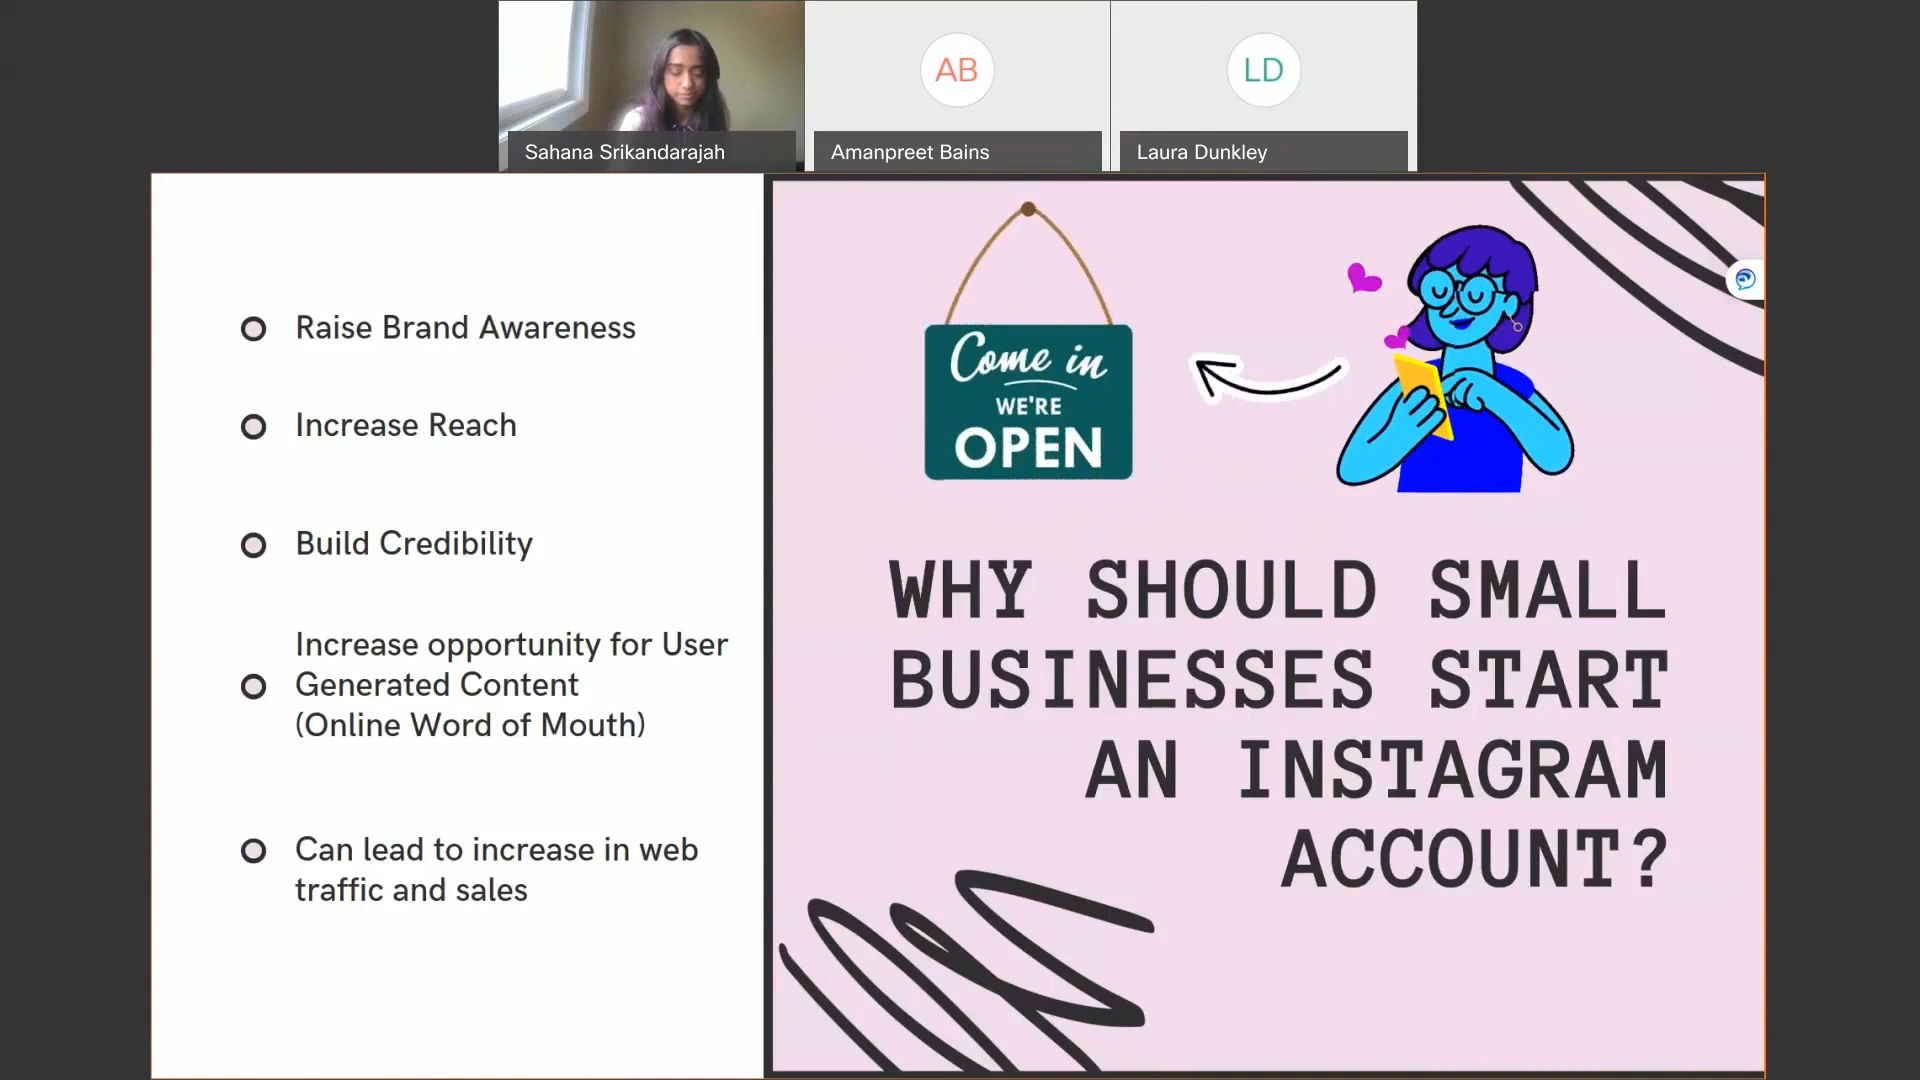 AB
LD
Sahana Srikandarajah
Amanpreet Bains
Laura Dunkley
Raise Brand Awareness
Increase Reach
Build Credibility
Increase opportunity for User
Generated Content
(Online Word of Mouth)
Can lead to increase in web
traffic and sales
Come in
WE'RE
OPEN
WHY SHOULD SMALL
BUSINESSES START
AN INSTAGRAM
ACCOUNT?